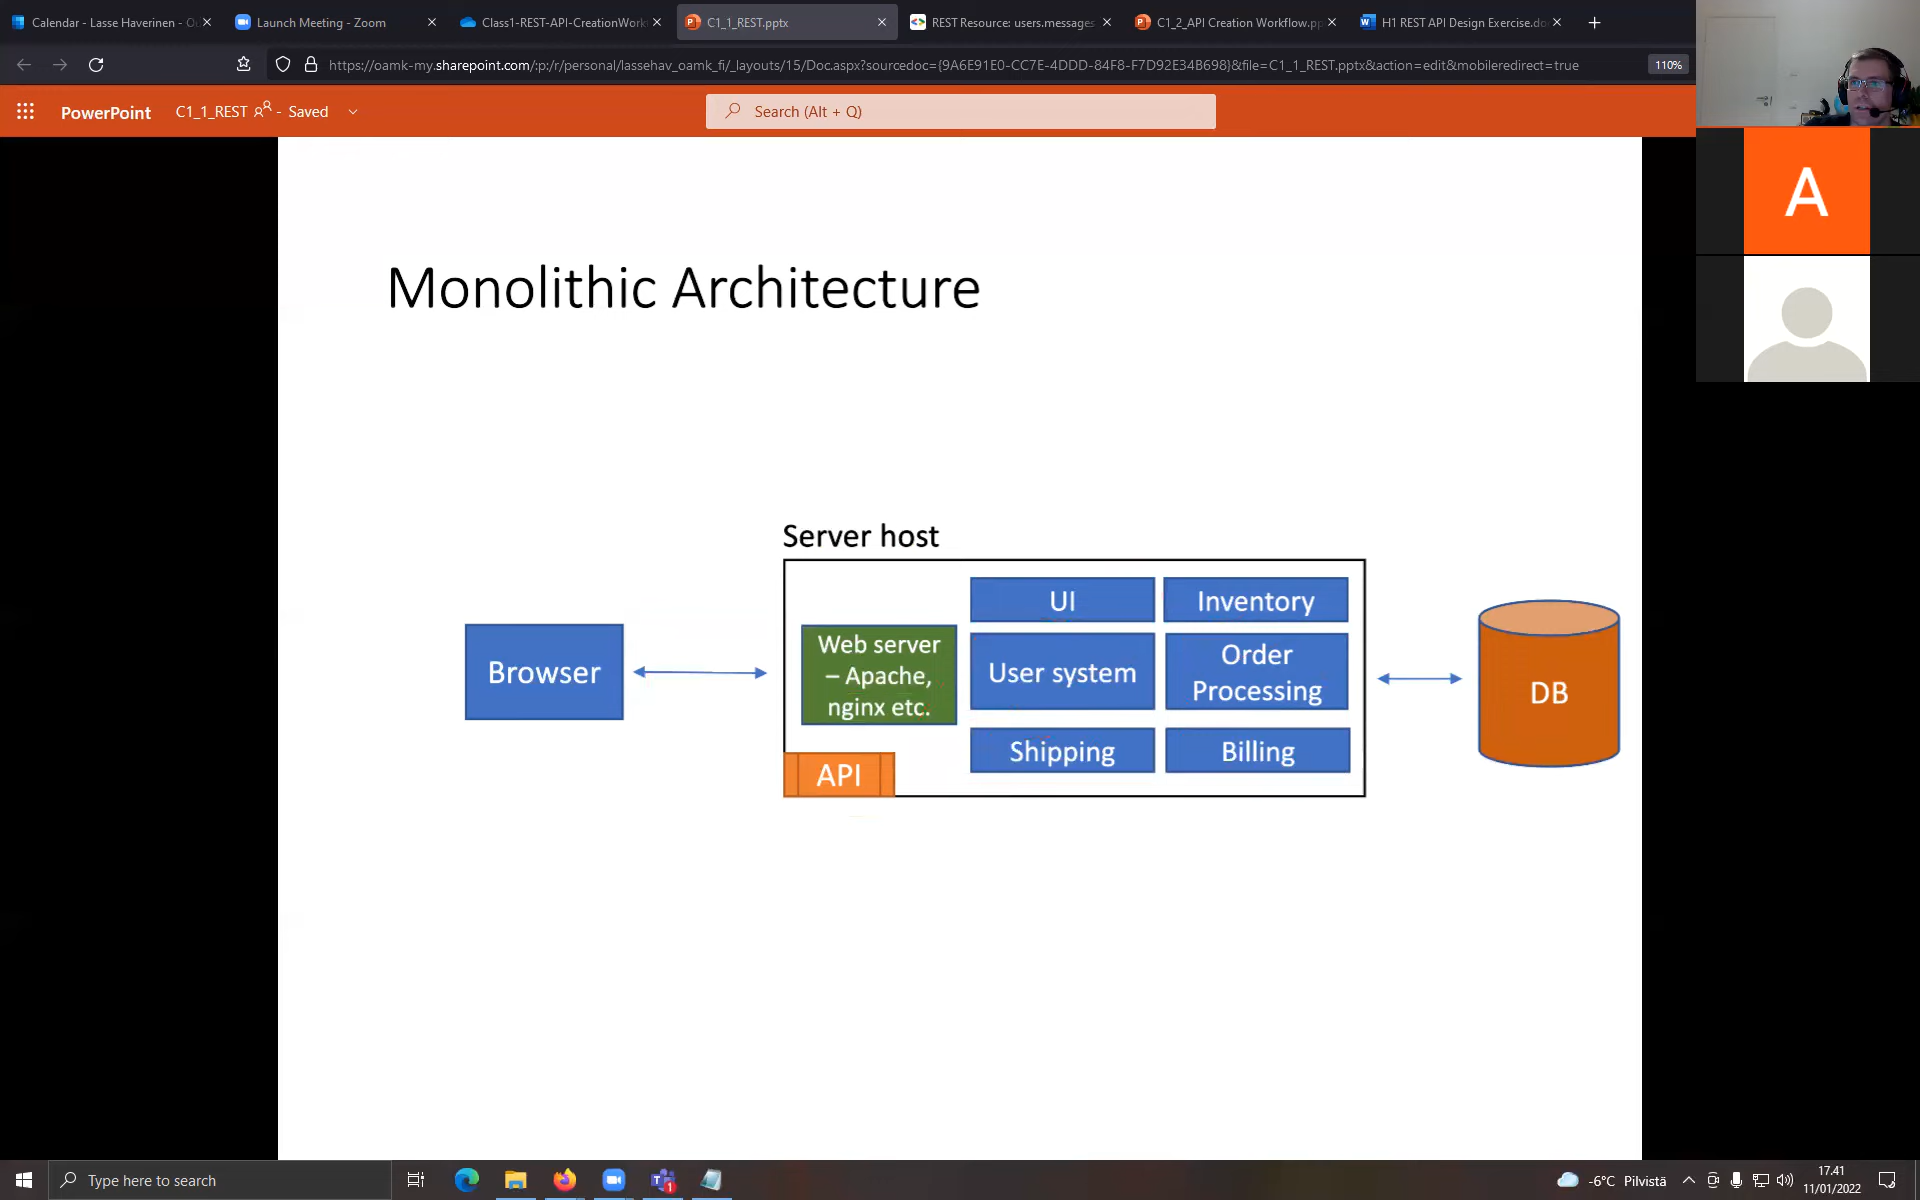 Calendar - Lasse Haverinen - O
Launch Meeting - Zoom
Class1-REST-API-CreationWork
C1_1_REST.pptx
REST Resource: users.messages
C1_2_API Creation Workflow.pp
H1 REST API Design Exercise.do
https://oamk-my.sharepoint.com/:p:/r/personal/lassehav_oamk_fi/_layouts/15/Doc.aspx?sourcedoc={9A6E91E0-CC7E-4DDD-84F8-F7D92E34B698}&file=C1_1_REST.pptx&action=edit&mobileredirect=true
110%
PowerPoint
C1_1_REST - Saved
Search (Alt + Q)
A
Monolithic Architecture
Server host
Browser
Web server
– Apache,
nginx etc.
API
UI
Inventory
User system
Order
Processing
Shipping
Billing
DB
Type here to search
1
-6°C Pilvistä
17.41
11/01/2022